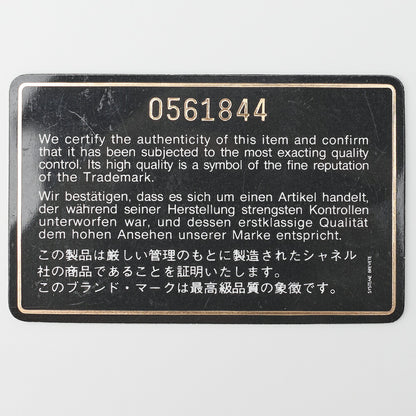 0561844
We certify the authenticity of this item and confirm
that it has been subjected to the most exacting quality
control. Its high quality is a symbol of the fine reputation
of the Trademark.
Wir bestätigen, dass es sich um einen Artikel handelt,
der während seiner Herstellung strengsten Kontrollen
unterworfen war, und dessen erstklassige Qualität
dem hohen Ansehen unserer Marke entspricht.
この製品は厳しい管理のもとに製造されたシャネル
社の商品であることを証明いたします。
このブランド・マークは最高級品質の象徴です。
SYSTEME BREVETE